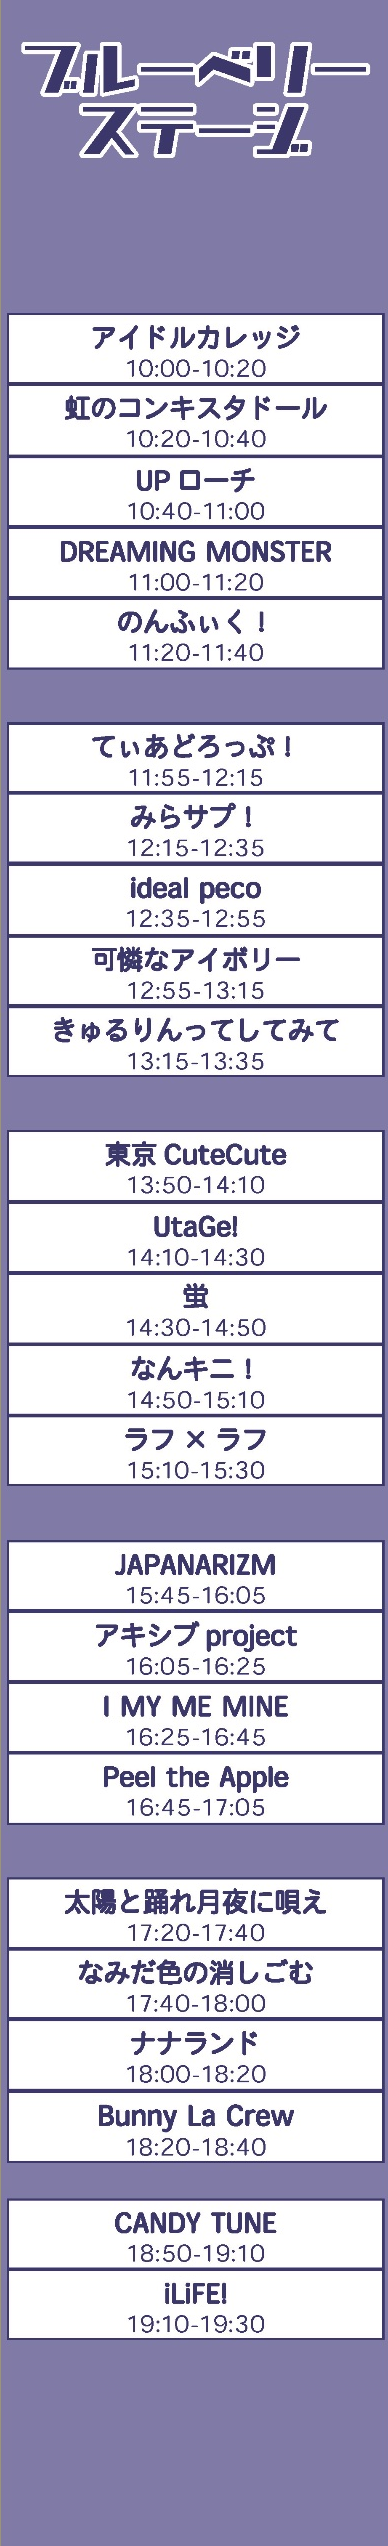 ブルーベリー
ステージ
アイドルカレッジ
10:00-10:20
虹のコンキスタドール
10:20-10:40
UP ローチ
10:40-11:00
DREAMING MONSTER
11:00-11:20
のんふぃく！
11:20-11:40
てぃあどろっぷ！
11:55-12:15
みらサプ！
12:15-12:35
ideal peco
12:35-12:55
可憐なアイボリー
12:55-13:15
きゅるりんってしてみて
13:15-13:35
東京 CuteCute
13:50-14:10
UtaGe!
14:10-14:30
蛍
14:30-14:50
なんキニ！
14:50-15:10
ラフ × ラフ
15:10-15:30
JAPANARIZM
15:45-16:05
アキシブ project
16:05-16:25
I MY ME MINE
16:25-16:45
Peel the Apple
16:45-17:05
太陽と踊れ月夜に唄え
17:20-17:40
なみだ色の消しごむ
17:40-18:00
ナナランド
18:00-18:20
Bunny La Crew
18:20-18:40
CANDY TUNE
18:50-19:10
iLiFE!
19:10-19:30